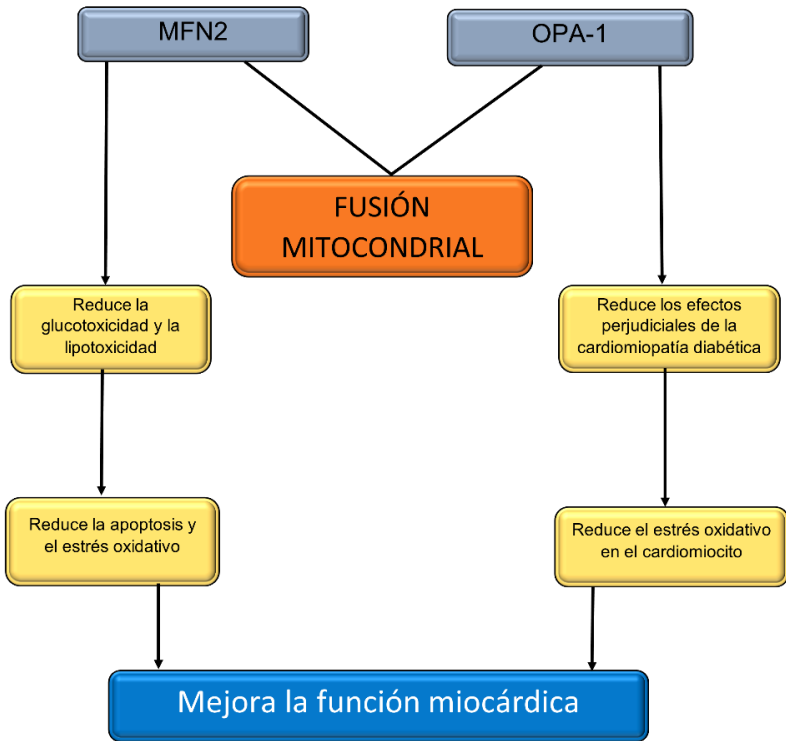 MFN2
OPA-1
FUSIÓN
MITOCONDRIAL
Reduce la
glucotoxicidad y la
lipotoxicidad
Reduce los efectos
perjudiciales de la
cardiomiopatía diabética
Reduce la apoptosis y
el estrés oxidativo
Reduce el estrés oxidativo
en el cardiomiocito
Mejora la función miocárdica